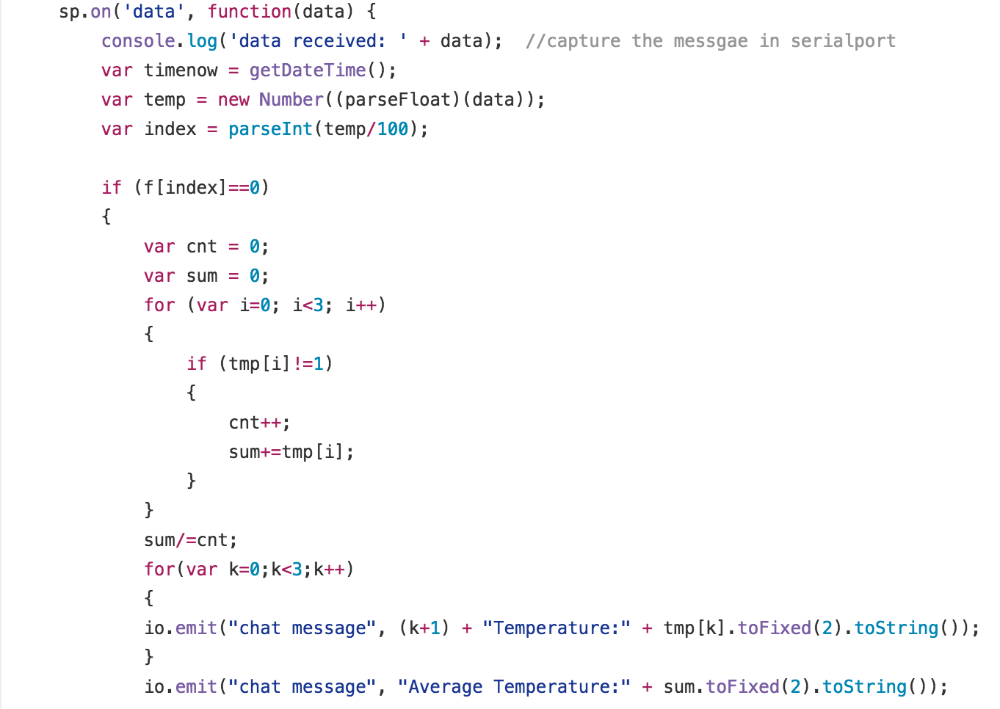 sp.on('data', function(data) {
    console.log('data received: ' + data);  //capture the messgae in serialport
    var timenow = getDateTime();
    var temp = new Number((parseFloat)(data));
    var index = parseInt(temp/100);

    if (f[index]==0)
    {
        var cnt = 0;
        var sum = 0;
        for (var i=0; i<3; i++)
        {
            if (tmp[i]!=1)
            {
                cnt++;
                sum+=tmp[i];
            }
        }
        sum/=cnt;
        for(var k=0;k<3;k++)
        {
        io.emit("chat message", (k+1) + "Temperature:" + tmp[k].toFixed(2).toString());
        }
        io.emit("chat message", "Average Temperature:" + sum.toFixed(2).toString());